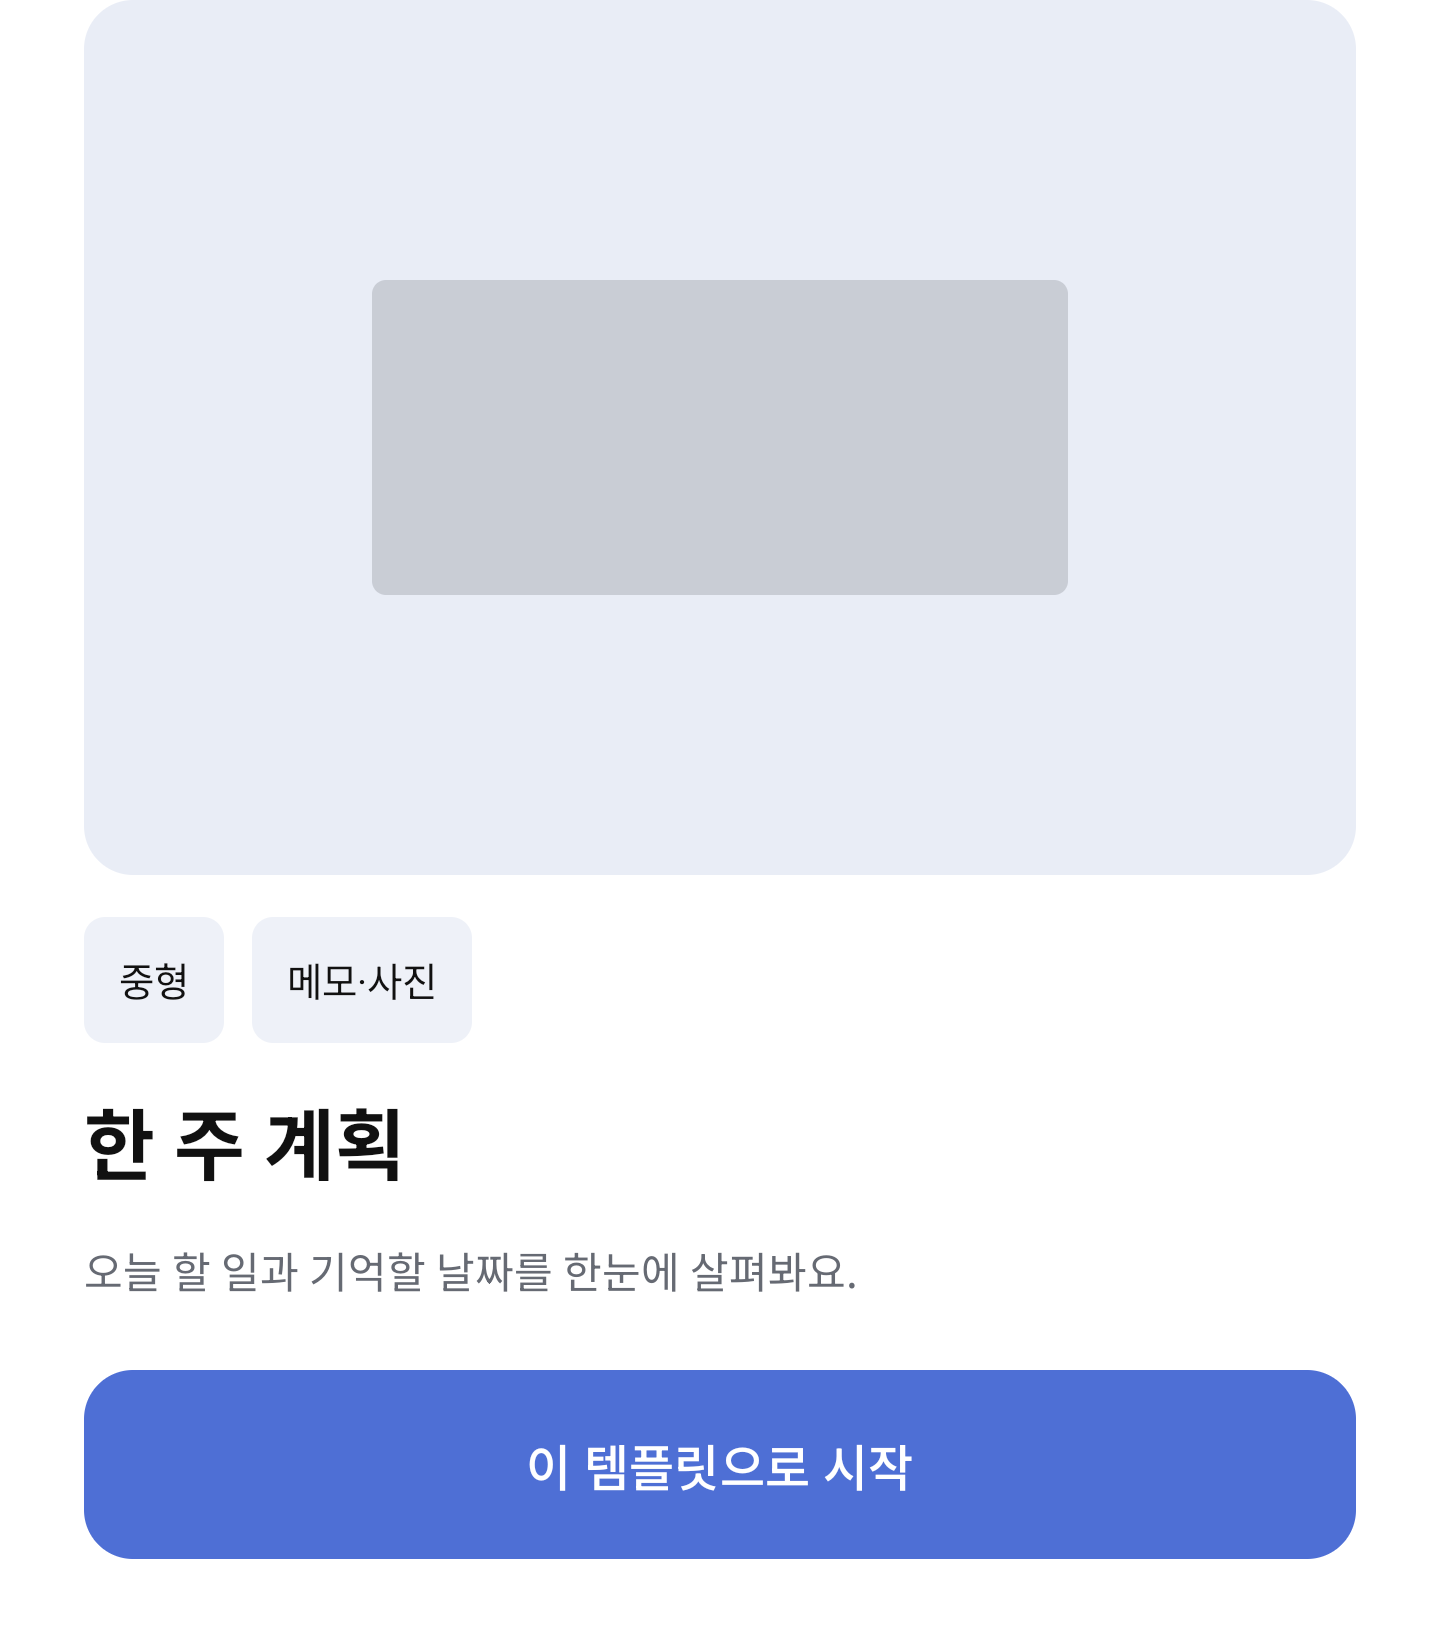 중형
메모·사진
한 주 계획
오늘 할 일과 기억할 날짜를 한눈에 살펴봐요.
이 템플릿으로 시작